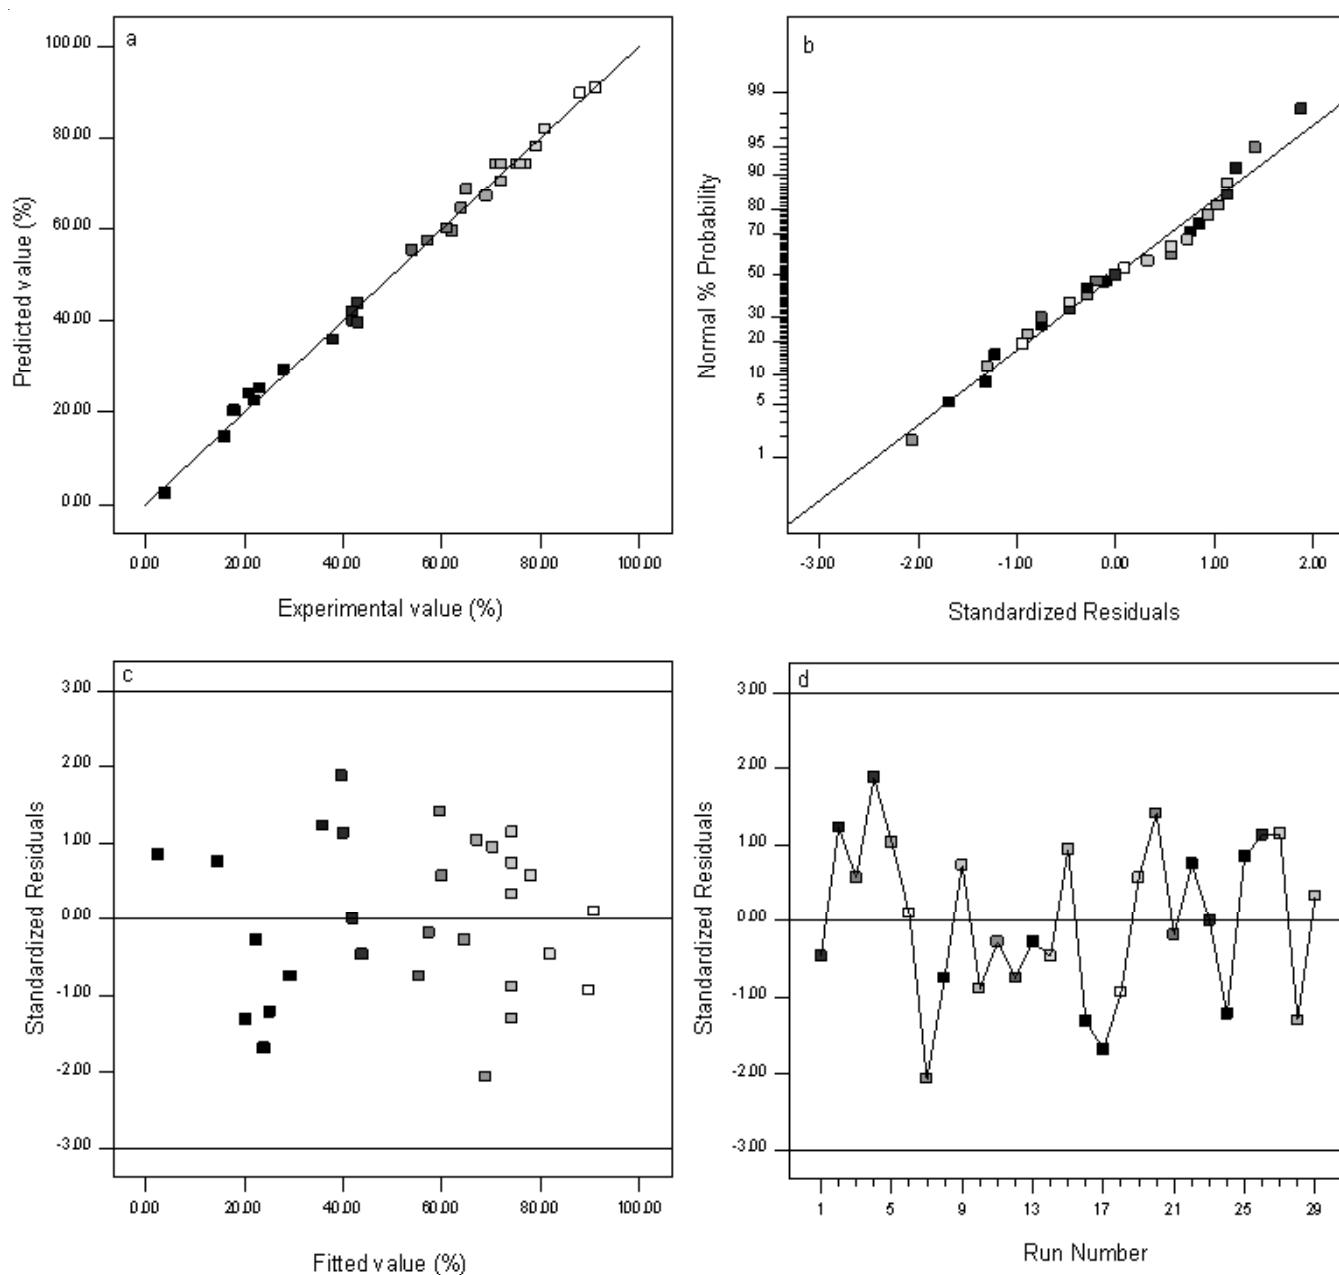 a
100.00
80.00
60.00
40.00
20.00
0.00
Predicted value (%)
0.00 20.00 40.00 60.00 80.00 100.00
Experimental value (%)
b
99
95
90
80
70
50
30
20
10
5
1
Normal % Probability
-3.00 -2.00 -1.00 0.00 1.00 2.00
Standardized Residuals
c
3.00
2.00
1.00
0.00
-1.00
-2.00
-3.00
Standardized Residuals
0.00 20.00 40.00 60.00 80.00 100.00
Fitted value (%)
d
3.00
2.00
1.00
0.00
-1.00
-2.00
-3.00
Standardized Residuals
1 5 9 13 17 21 25 29
Run Number